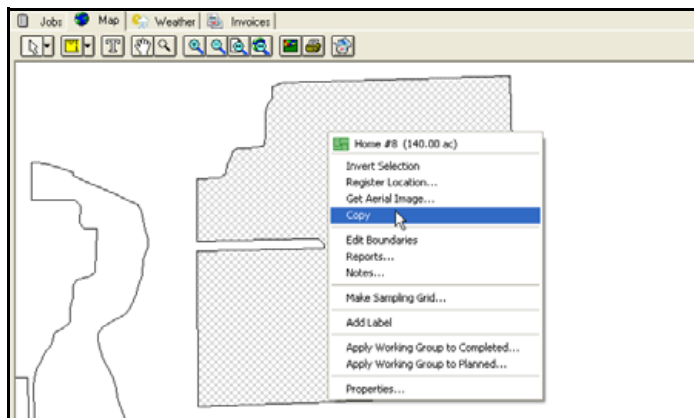 Jobs Map Weather Invoices
T
Home #8 (140.00 ac)
Invert Selection
Register Location...
Get Aerial Image...
Copy
Edit Boundaries
Reports...
Notes...
Make Sampling Grid...
Add Label
Apply Working Group to Completed...
Apply Working Group to Planned...
Properties...